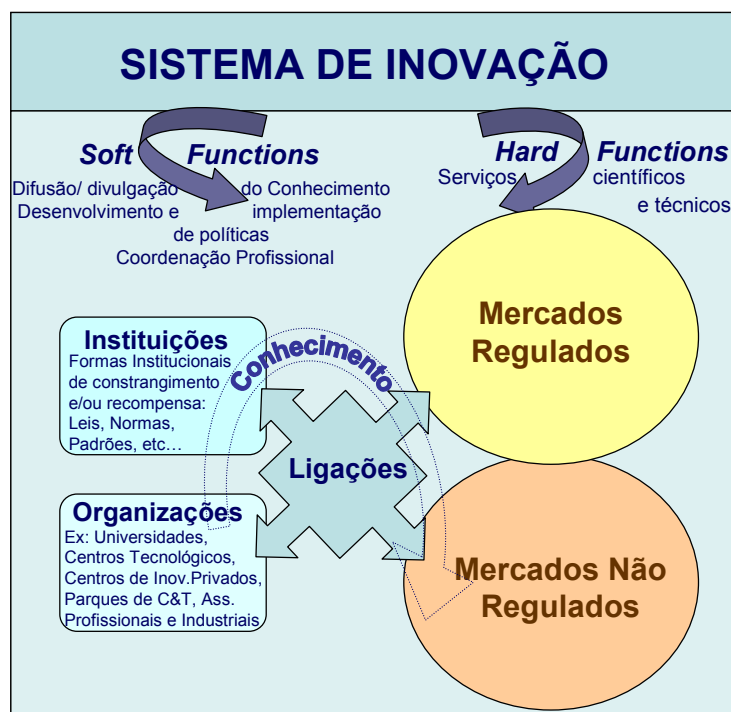 SISTEMA DE INOVAÇÃO
Soft Functions
Difusão/ divulgação do Conhecimento
Desenvolvimento e implementação
de políticas
Coordenação Profissional
Hard Functions
Serviços científicos
e técnicos
Mercados
Regulados
Instituições
Formas Institucionais
de constrangimento
e/ou recompensa:
Leis, Normas,
Padrões, etc…
Conhecimento
Ligações
Organizações
Ex: Universidades,
Centros Tecnológicos,
Centros de Inov.Privados,
Parques de C&T, Ass.
Profissionais e Industriais
Mercados Não
Regulados